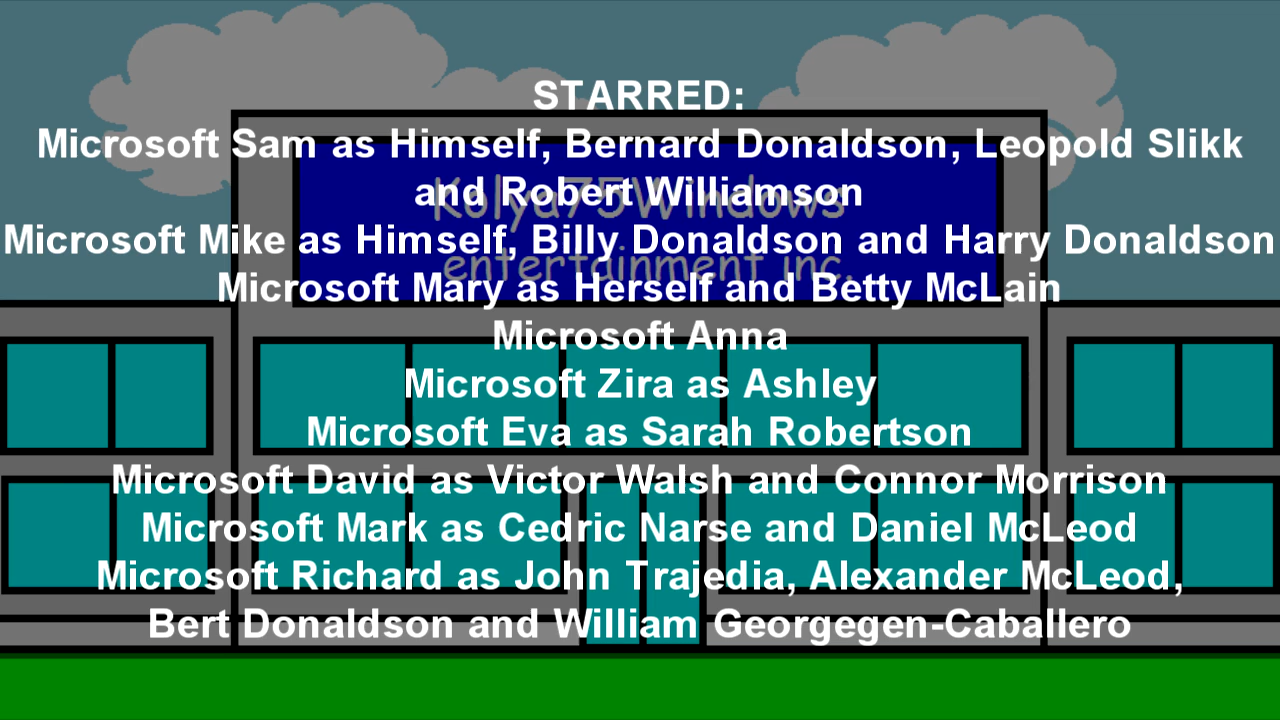 STARRED:
Microsoft Sam as Himself, Bernard Donaldson, Leopold Slikk
and Robert Williamson
Microsoft Mike as Himself, Billy Donaldson and Harry Donaldson
Microsoft Mary as Herself and Betty McLain
Microsoft Anna
Microsoft Zira as Ashley
Microsoft Eva as Sarah Robertson
Microsoft David as Victor Walsh and Connor Morrison
Microsoft Mark as Cedric Narse and Daniel McLeod
Microsoft Richard as John Trajedia, Alexander McLeod,
Bert Donaldson and William Georgegen-Caballero
Kolya75Windows
entertainment inc.